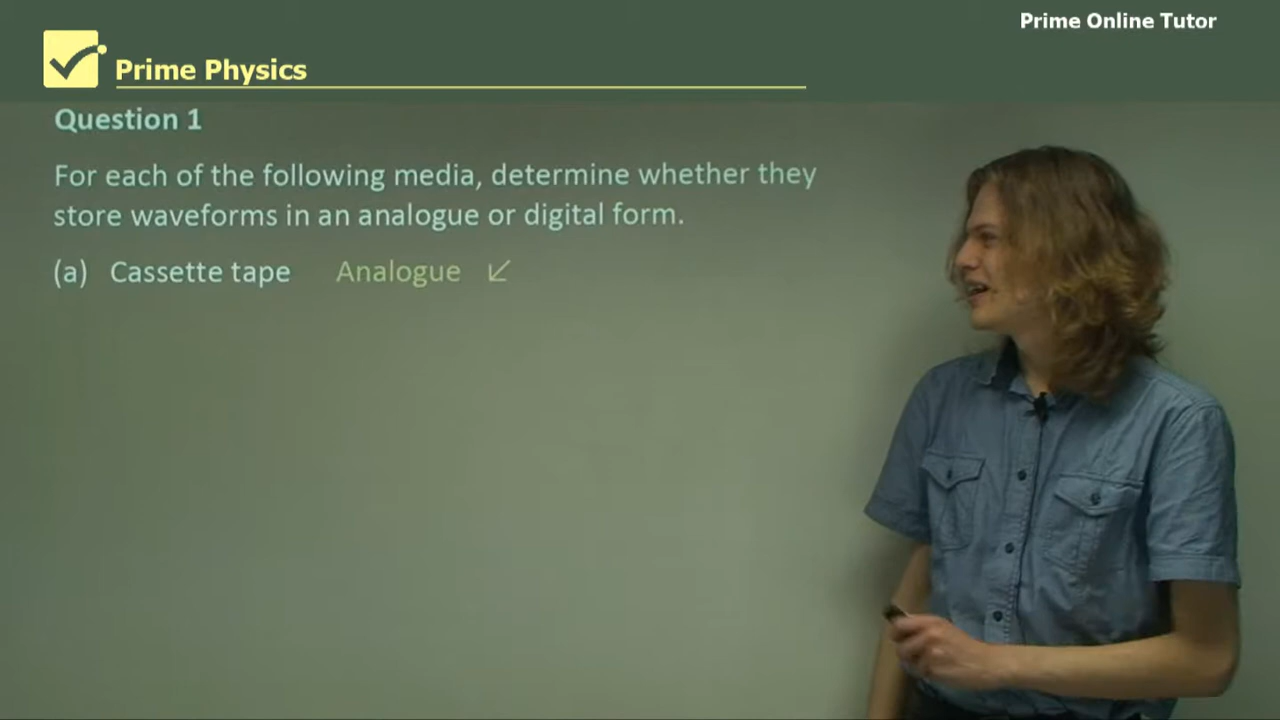 Prime Online Tutor
Prime Physics
Question 1
For each of the following media, determine whether they
store waveforms in an analogue or digital form.
(a) Cassette tape Analogue ↙